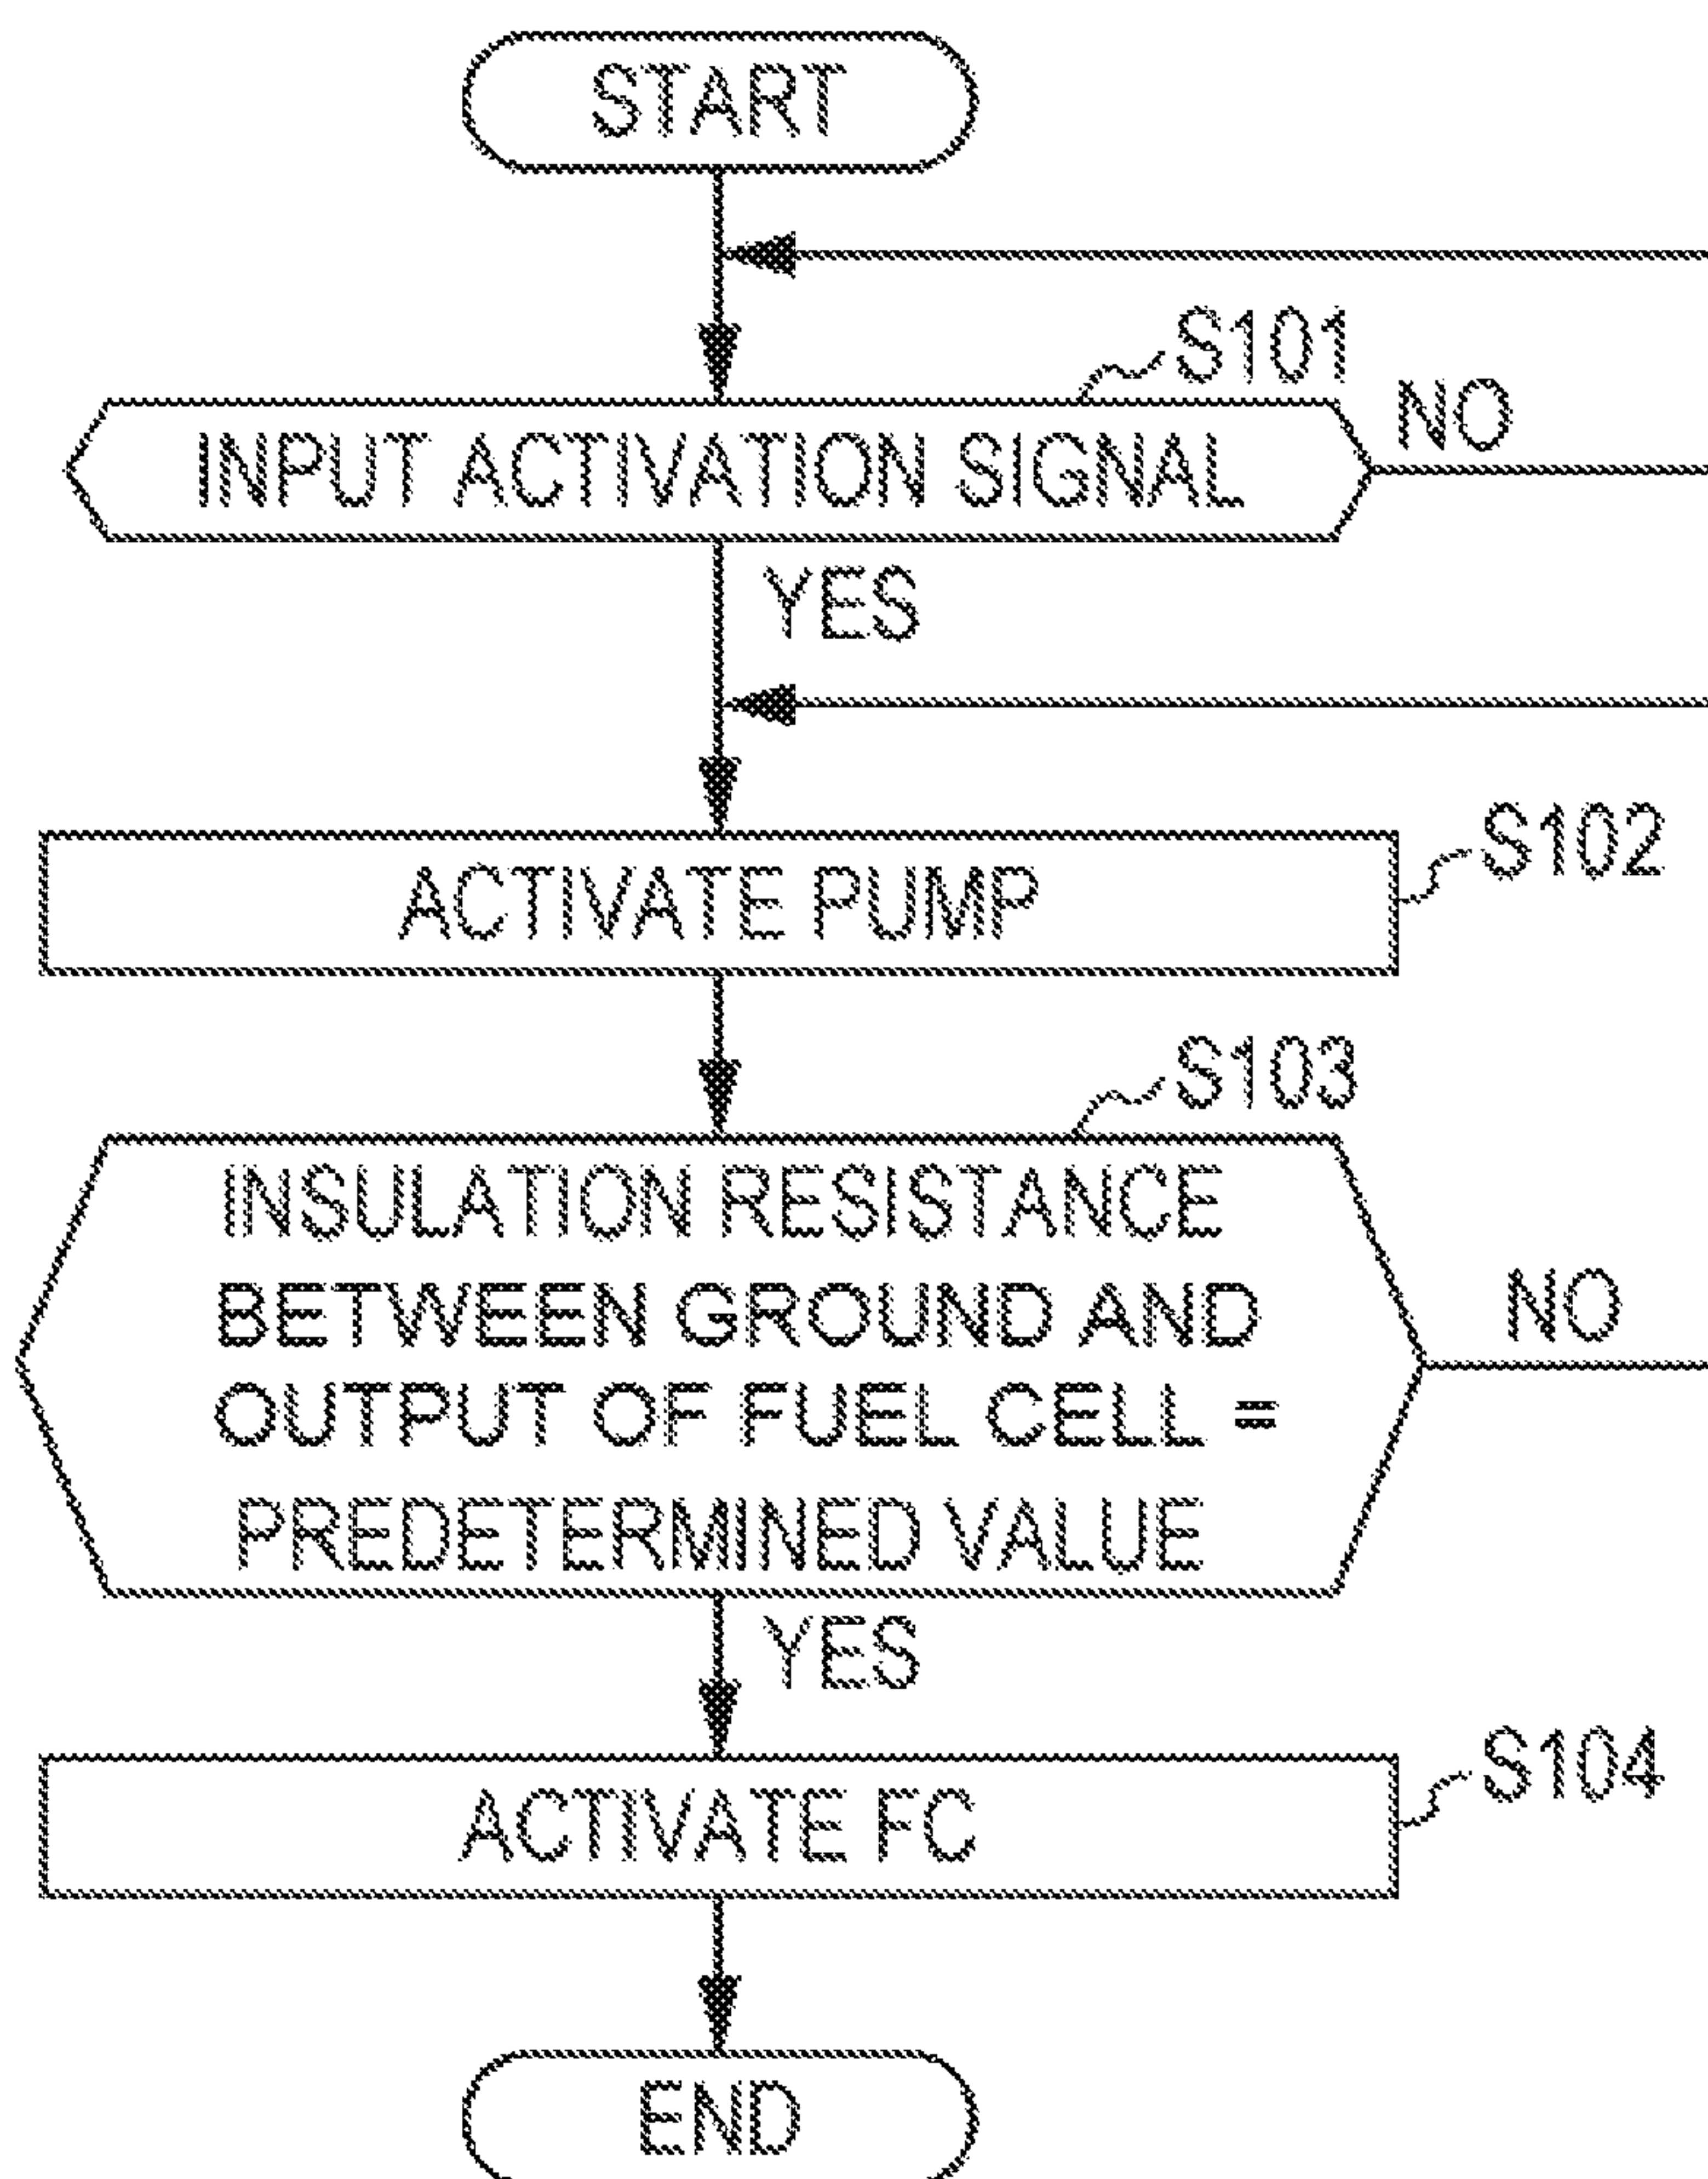 START
S101
INPUT ACTIVATION SIGNAL
NO
YES
S102
ACTIVATE PUMP
S103
INSULATION RESISTANCE
BETWEEN GROUND AND
OUTPUT OF FUEL CELL =
PREDETERMINED VALUE
NO
YES
S104
ACTIVATE FC
END